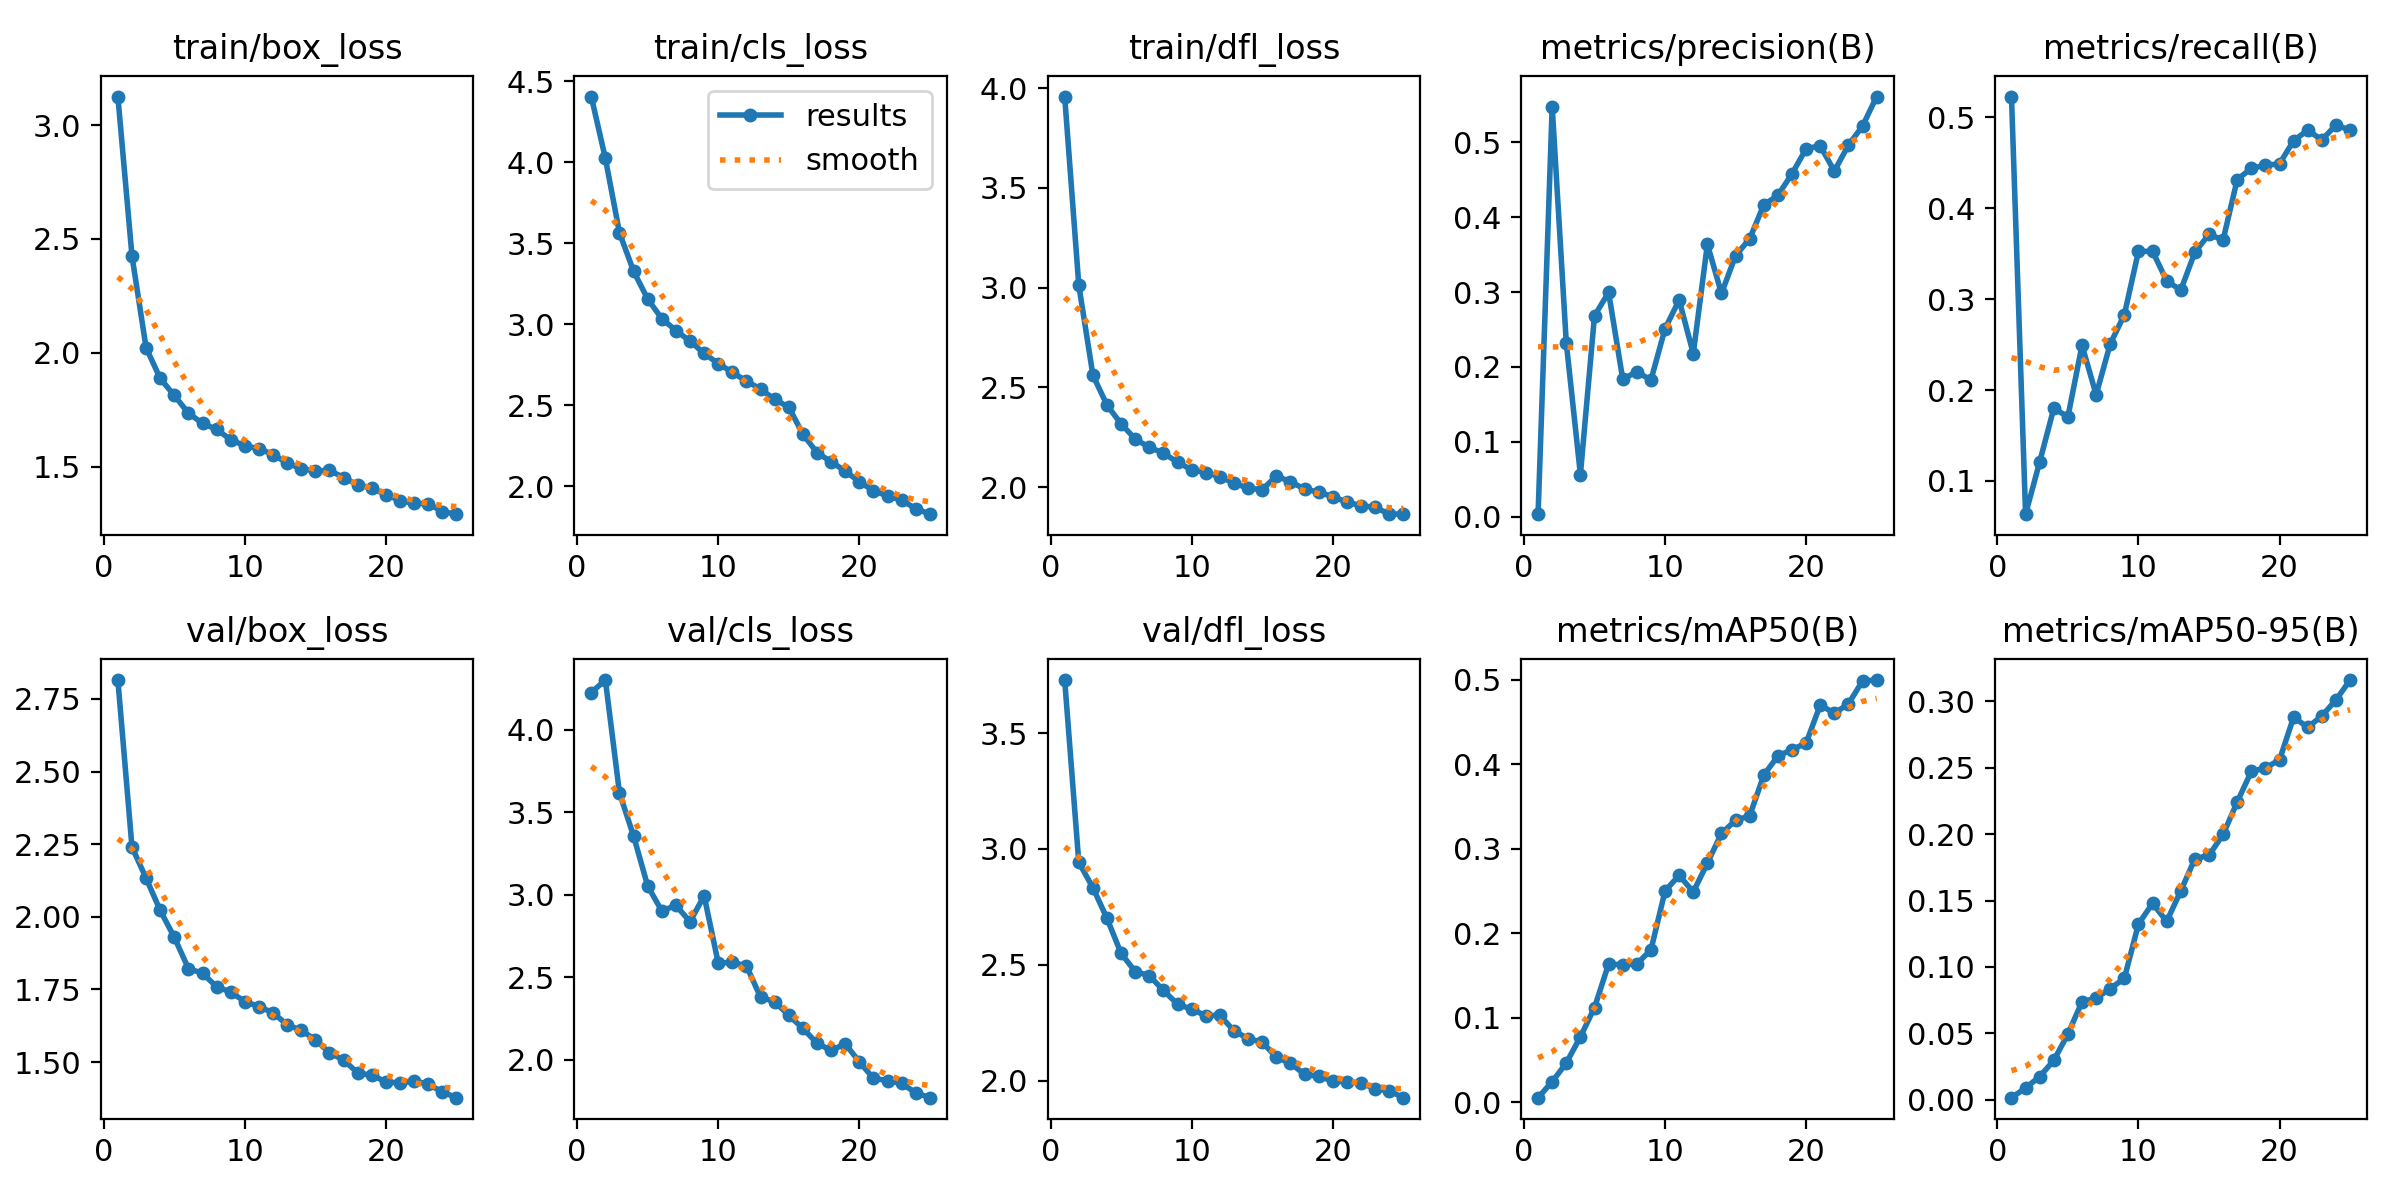 train/box_loss
3.0
2.5
2.0
1.5
0 10 20
train/cls_loss
results
smooth
4.5
4.0
3.5
3.0
2.5
2.0
0 10 20
train/dfl_loss
4.0
3.5
3.0
2.5
2.0
0 10 20
metrics/precision(B)
0.5
0.4
0.3
0.2
0.1
0.0
0 10 20
metrics/recall(B)
0.5
0.4
0.3
0.2
0.1
0 10 20
val/box_loss
2.75
2.50
2.25
2.00
1.75
1.50
0 10 20
val/cls_loss
4.0
3.5
3.0
2.5
2.0
0 10 20
val/dfl_loss
3.5
3.0
2.5
2.0
0 10 20
metrics/mAP50(B)
0.5
0.4
0.3
0.2
0.1
0.0
0 10 20
metrics/mAP50-95(B)
0.30
0.25
0.20
0.15
0.10
0.05
0.00
0 10 20